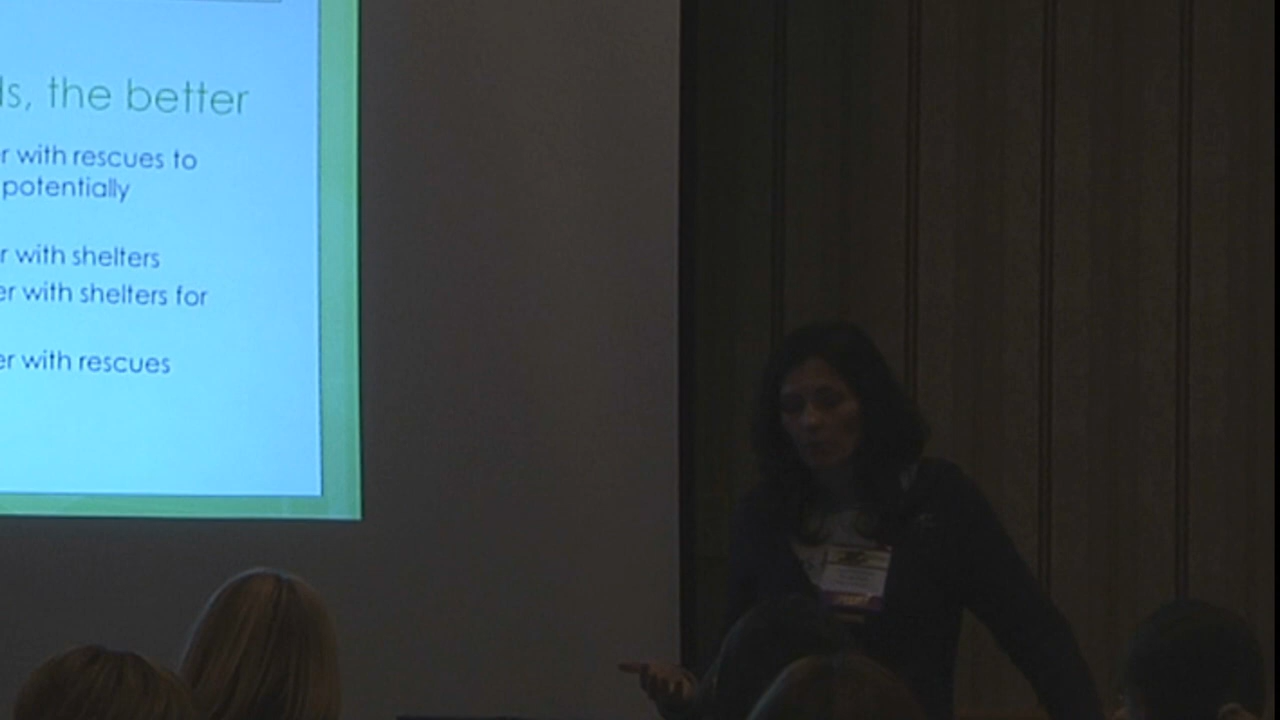 ls, the better
r with rescues to
potentially
r with shelters
er with shelters for
er with rescues